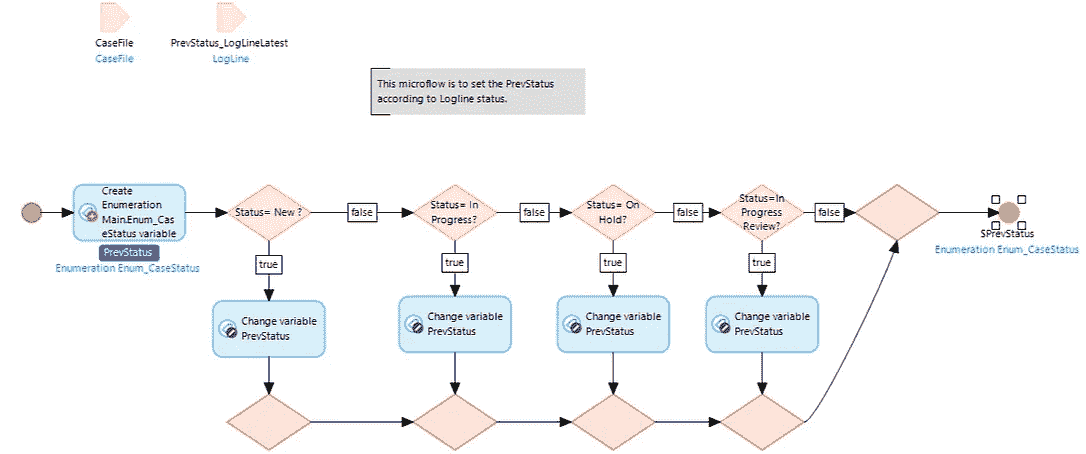 CaseFile
CaseFile
PrevStatus_LogLineLatest
LogLine
This microflow is to set the PrevStatus
according to Logline status.
Create
Enumeration
Main.Enum_Cas
eStatus variable
PrevStatus
Enumeration Enum_CaseStatus
Status= New ?
false
Status= In
Progress?
false
Status= On
Hold?
false
Status=In
Progress
Review?
false
$PrevStatus
Enumeration Enum_CaseStatus
true
true
true
true
Change variable
PrevStatus
Change variable
PrevStatus
Change variable
PrevStatus
Change variable
PrevStatus